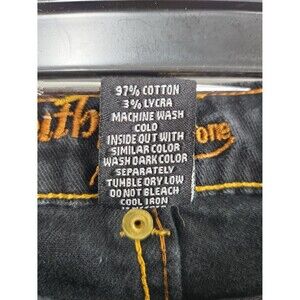 97% COTTON
3% LYCRA
MACHINE WASH
COLD
INSIDE OUT WITH
SIMILAR COLOR
WASH DARK COLOR
SEPARATELY
TUMBLE DRY LOW
DO NOT BLEACH
COOL IRON
one